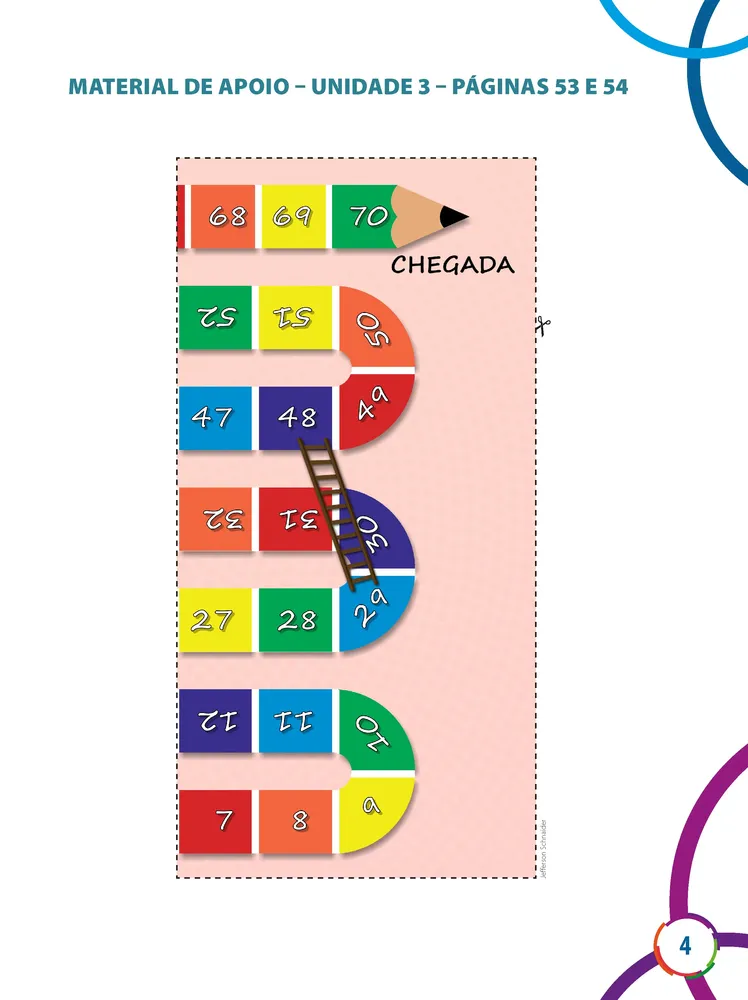 MATERIAL DE APOIO – UNIDADE 3 – PÁGINAS 53 E 54
68 69 70
CHEGADA
52 51 50
47 48 49
32 31 30
27 28 29
12 11 10
7 8 9
Jefferson Schnaider
4